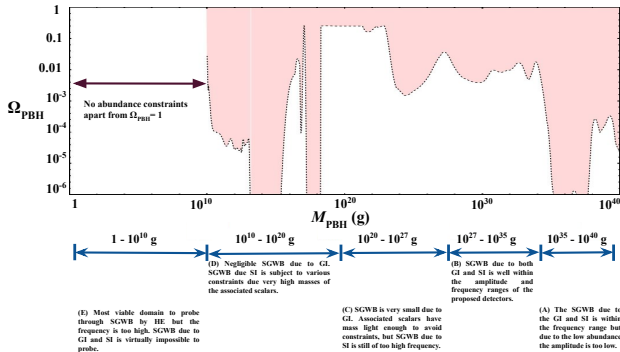 1
0.1
0.01
0.001
10^-4
10^-5
10^-6
Ω_PBH
No abundance constraints
apart from Ω_PBH= 1
1
10^10
10^20
10^30
10^40
M_PBH (g)
1 - 10^10 g
10^10 - 10^20 g
10^20 - 10^27 g
10^27 - 10^35 g
10^35 - 10^40 g
(D) Negligible SGWB due to GI.
SGWB due SI is subject to various
constraints due very high masses of
the associated scalars.
(B) SGWB due to both
GI and SI is well within
the amplitude and
frequency ranges of the
proposed detectors.
(E) Most viable domain to probe
through SGWB by HE but the
frequency is too high. SGWB due to
GI and SI is virtually impossible to
probe.
(C) SGWB is very small due to
GI. Associated scalars have
mass light enough to avoid
constraints, but SGWB due to
SI is still of too high frequency.
(A) The SGWB due to
the GI and SI is within
the frequency range but
due to the low abundance
the amplitude is too low.